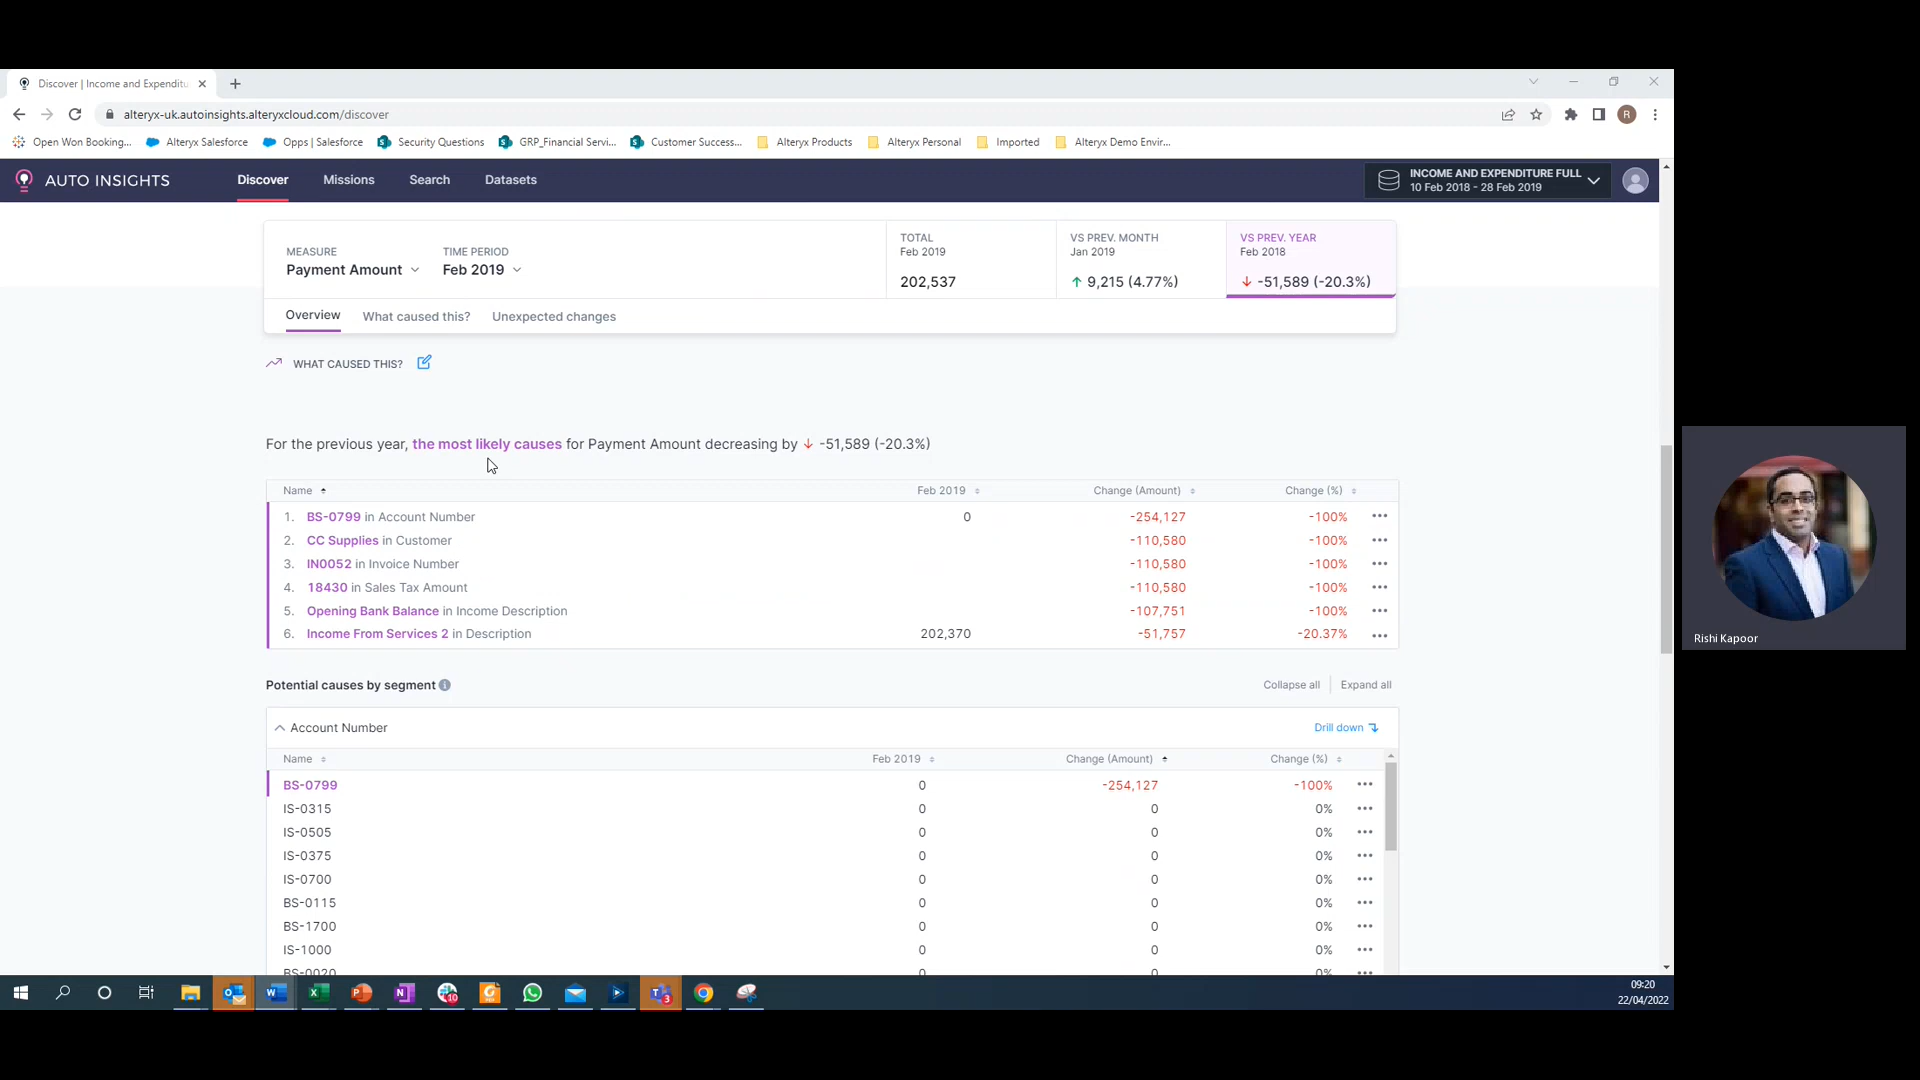 Discover | Income and Expenditu
alteryx-uk.autoinsights.alteryxcloud.com/discover
R
Open Won Booking... Alteryx Salesforce Opps | Salesforce Security Questions GRP_Financial Servi... Customer Success... Alteryx Products Alteryx Personal Imported Alteryx Demo Envir...
AUTO INSIGHTS Discover Missions Search Datasets
INCOME AND EXPENDITURE FULL
10 Feb 2018 - 28 Feb 2019
MEASURE TIME PERIOD
Payment Amount Feb 2019
TOTAL
Feb 2019
202,537
VS PREV. MONTH
Jan 2019
↑ 9,215 (4.77%)
VS PREV. YEAR
Feb 2018
↓ -51,589 (-20.3%)
Overview What caused this? Unexpected changes
WHAT CAUSED THIS?
For the previous year, the most likely causes for Payment Amount decreasing by ↓ -51,589 (-20.3%)
Name Feb 2019 Change (Amount) Change (%)
1. BS-0799 in Account Number 0 -254,127 -100%
2. CC Supplies in Customer -110,580 -100%
3. IN0052 in Invoice Number -110,580 -100%
4. 18430 in Sales Tax Amount -110,580 -100%
5. Opening Bank Balance in Income Description -107,751 -100%
6. Income From Services 2 in Description 202,370 -51,757 -20.37%
Potential causes by segment Collapse all Expand all
Account Number Drill down
Name Feb 2019 Change (Amount) Change (%)
BS-0799 0 -254,127 -100%
IS-0315 0 0 0%
IS-0505 0 0 0%
IS-0375 0 0 0%
IS-0700 0 0 0%
BS-0115 0 0 0%
BS-1700 0 0 0%
IS-1000 0 0 0%
BS-0020 0 0 0%
10
3
09:20
22/04/2022
Rishi Kapoor